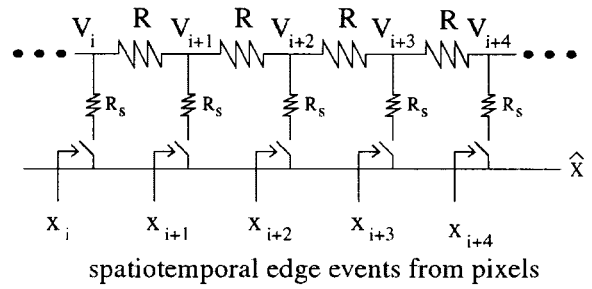 V_i R V_{i+1} R V_{i+2} R V_{i+3} R V_{i+4}
R_s R_s R_s R_s R_s
x̂
x_i x_{i+1} x_{i+2} x_{i+3} x_{i+4}
spatiotemporal edge events from pixels